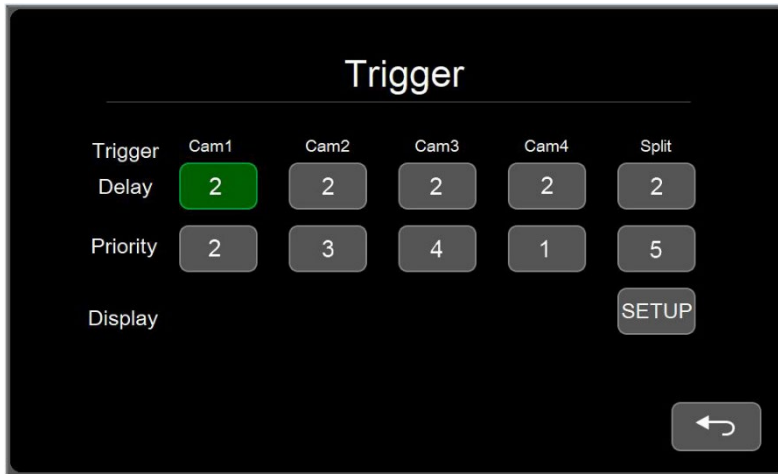 Trigger
Trigger Cam1 Cam2 Cam3 Cam4 Split
Delay 2 2 2 2 2
Priority 2 3 4 1 5
Display SETUP